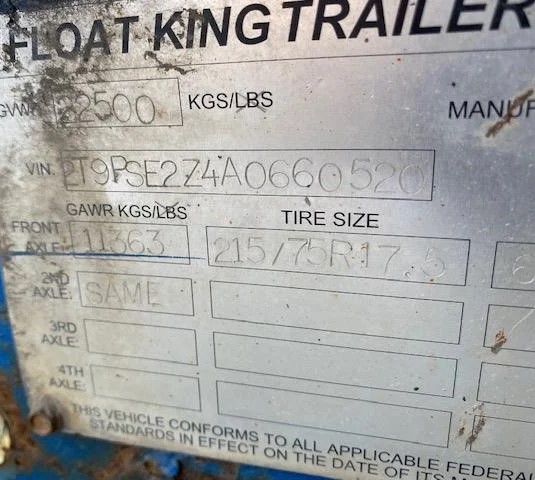 FLOAT KING TRAILER
GVWR 22500 KGS/LBS MANUF
VIN: 2T9PSE2Z4A0660520
GAWR KGS/LBS TIRE SIZE
FRONT AXLE: 11363 215/75R17.5 6
2ND AXLE: SAME
3RD AXLE:
4TH AXLE:
THIS VEHICLE CONFORMS TO ALL APPLICABLE FEDERAL
STANDARDS IN EFFECT ON THE DATE OF ITS